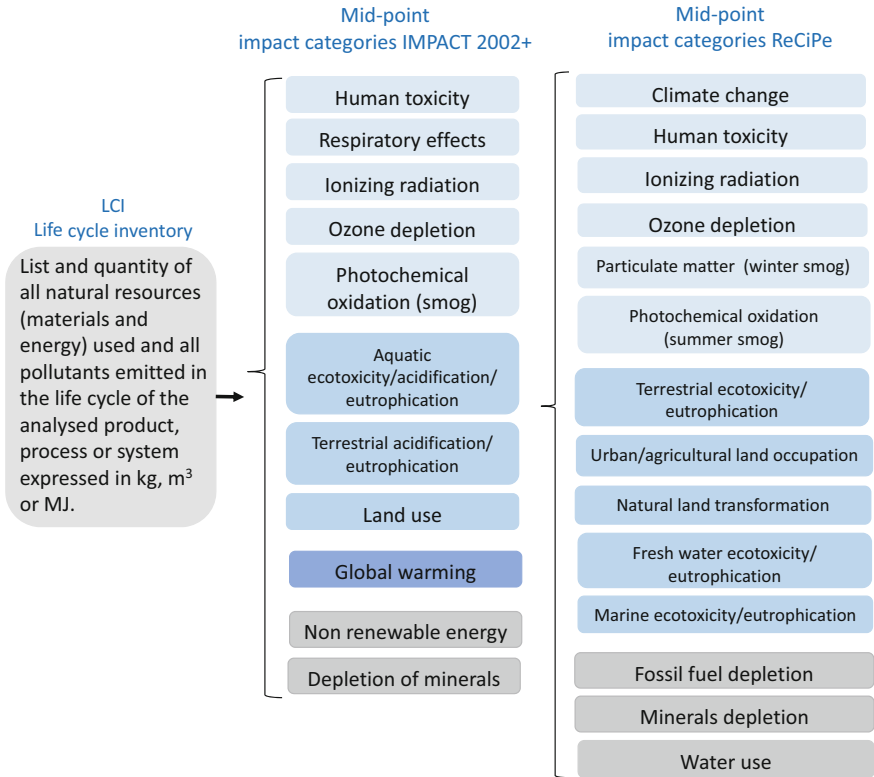 Mid-point
impact categories IMPACT 2002+
Human toxicity
Respiratory effects
Ionizing radiation
Ozone depletion
Photochemical
oxidation (smog)
Aquatic
ecotoxicity/acidification/
eutrophication
Terrestrial acidification/
eutrophication
Land use
Global warming
Non renewable energy
Depletion of minerals
Mid-point
impact categories ReCiPe
Climate change
Human toxicity
Ionizing radiation
Ozone depletion
Particulate matter (winter smog)
Photochemical oxidation
(summer smog)
Terrestrial ecotoxicity/
eutrophication
Urban/agricultural land occupation
Natural land transformation
Fresh water ecotoxicity/
eutrophication
Marine ecotoxicity/eutrophication
Fossil fuel depletion
Minerals depletion
Water use
LCI
Life cycle inventory
List and quantity of
all natural resources
(materials and
energy) used and all
pollutants emitted in
the life cycle of the
analysed product,
process or system
expressed in kg, m³
or MJ.